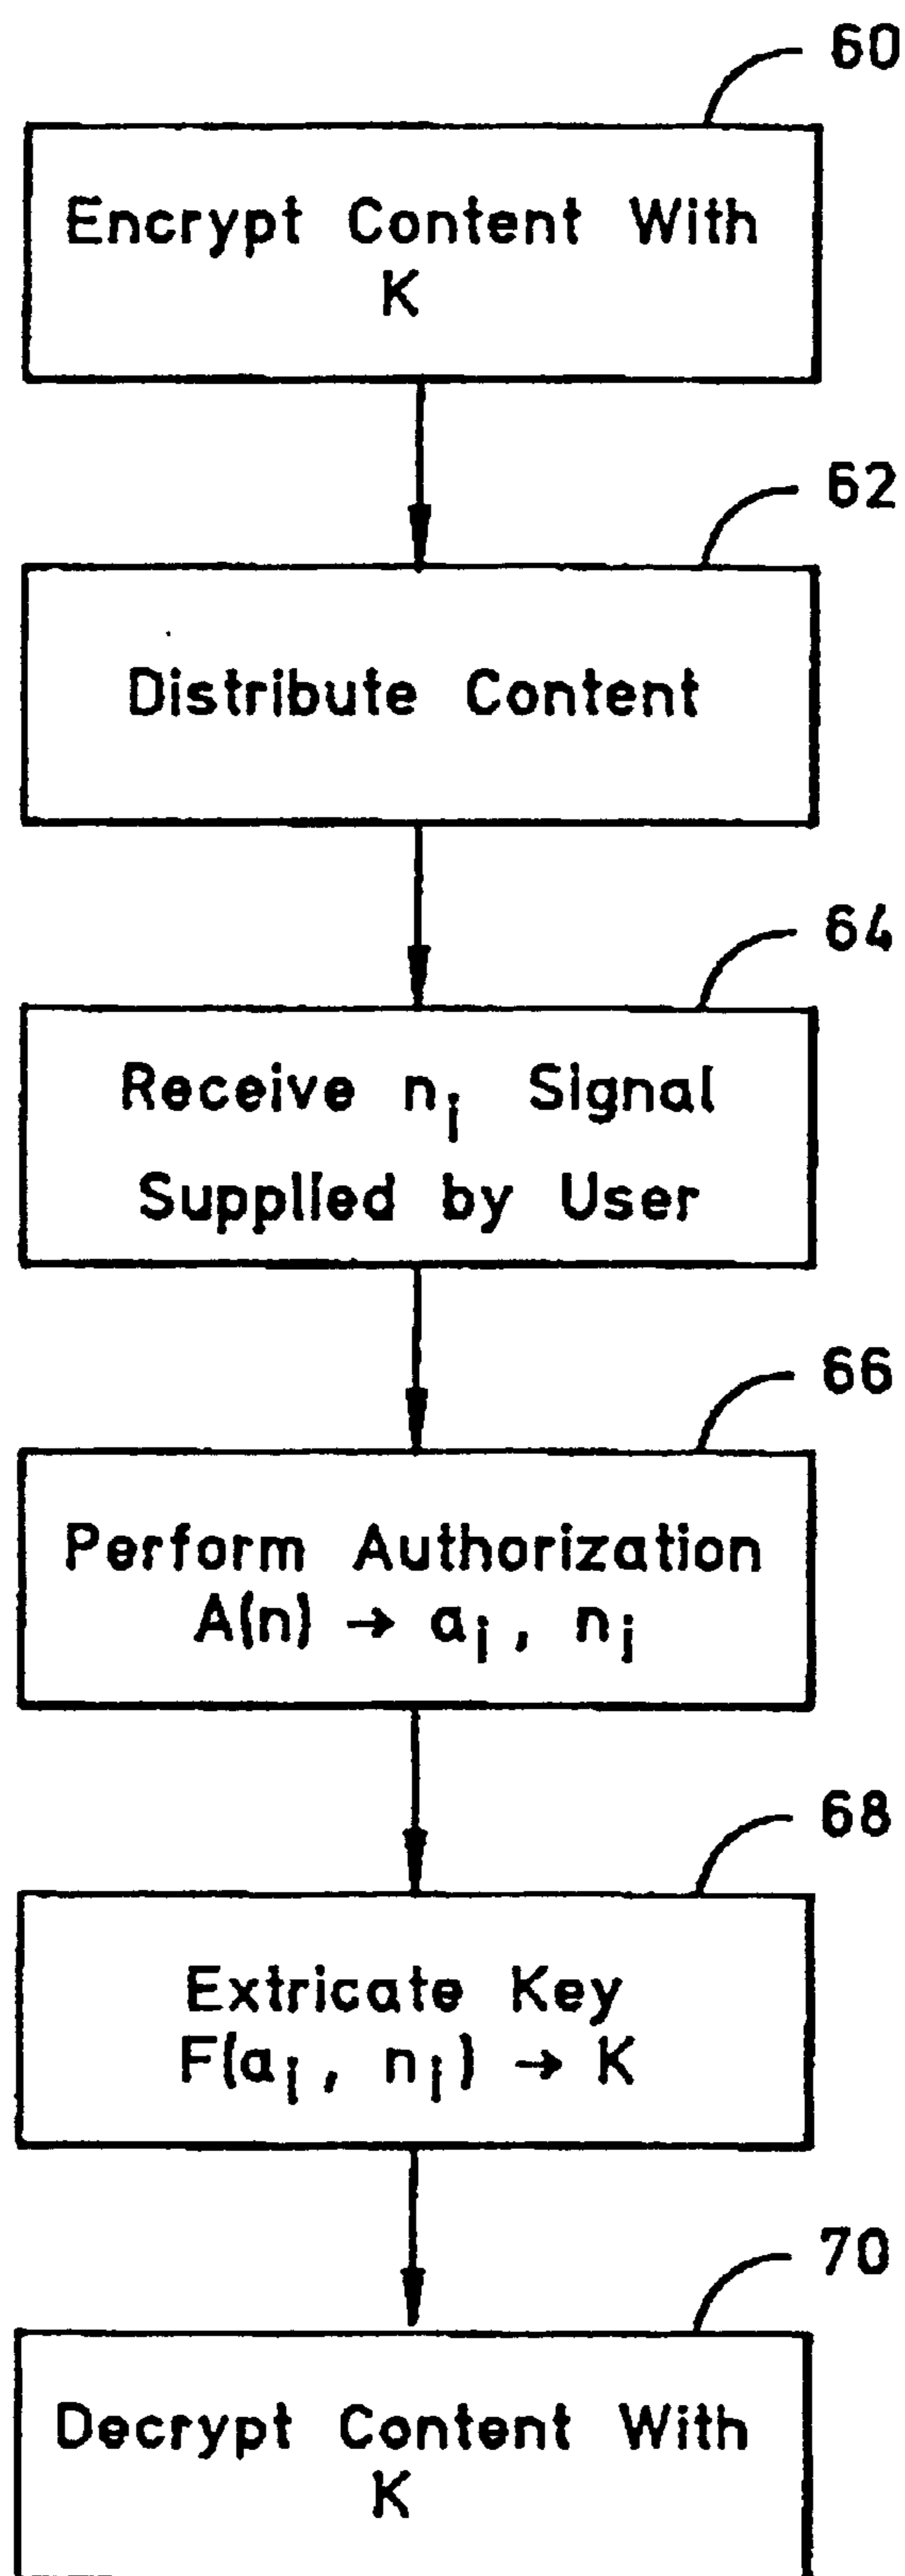 60
Encrypt Content With
K
62
Distribute Content
64
Receive nᵢ Signal
Supplied by User
66
Perform Authorization
A(n) → aᵢ, nᵢ
68
Extricate Key
F(aᵢ, nᵢ) → K
70
Decrypt Content With
K